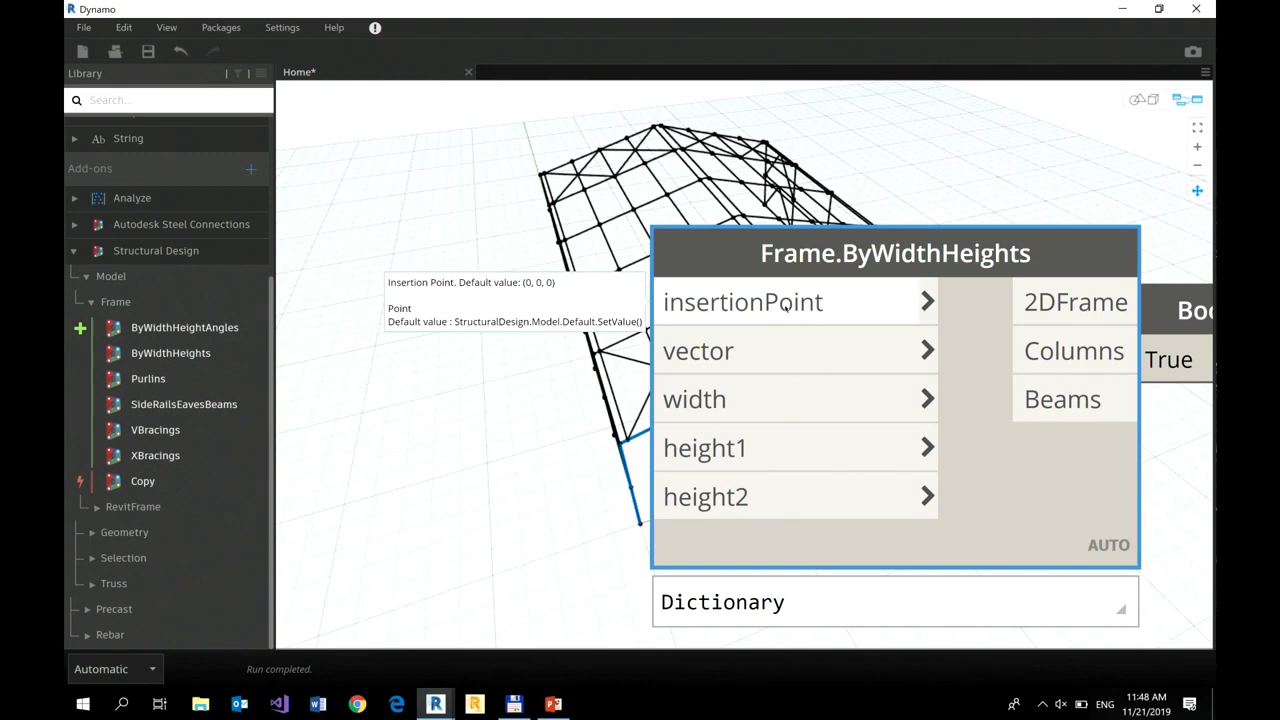 Dynamo
File Edit View Packages Settings Help
Library
Home*
Search...
Ab String
Add-ons
Analyze
Autodesk Steel Connections
Structural Design
Model
Frame
ByWidthHeightAngles
ByWidthHeights
Purlins
SideRailsEavesBeams
VBracings
XBracings
Copy
RevitFrame
Geometry
Selection
Truss
Precast
Rebar
Insertion Point. Default value: (0, 0, 0)
Point
Default value : StructuralDesign.Model.Default.SetValue()
Frame.ByWidthHeights
insertionPoint
vector
width
height1
height2
2DFrame
Columns
Beams
AUTO
Dictionary
Boo
True
Automatic
Run completed.
ENG
11:48 AM
11/21/2019